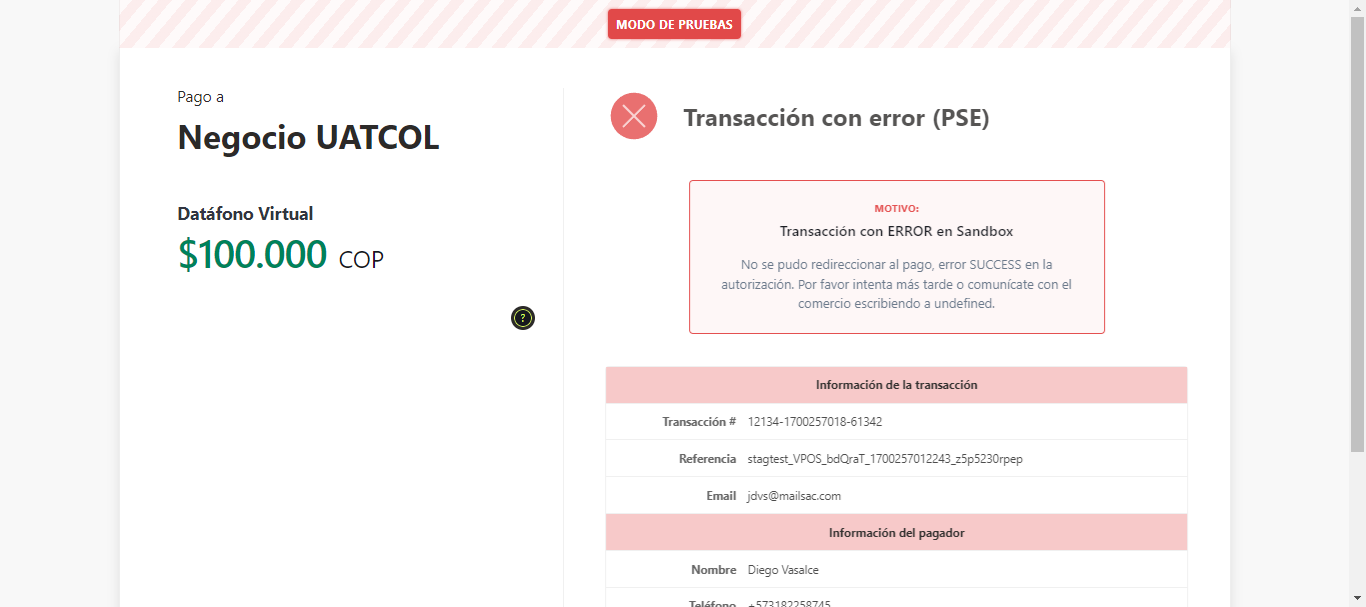 MODO DE PRUEBAS
Pago a
Negocio UATCOL
Datáfono Virtual
$100.000 COP
?
Transacción con error (PSE)
MOTIVO:
Transacción con ERROR en Sandbox
No se pudo redireccionar al pago, error SUCCESS en la
autorización. Por favor intenta más tarde o comunícate con el
comercio escribiendo a undefined.
Información de la transacción
Transacción # 12134-1700257018-61342
Referencia stagtest_VPOS_bdQraT_1700257012243_z5p5230rpep
Email jdvs@mailsac.com
Información del pagador
Nombre Diego Vasalce
Teléfono +573182258745